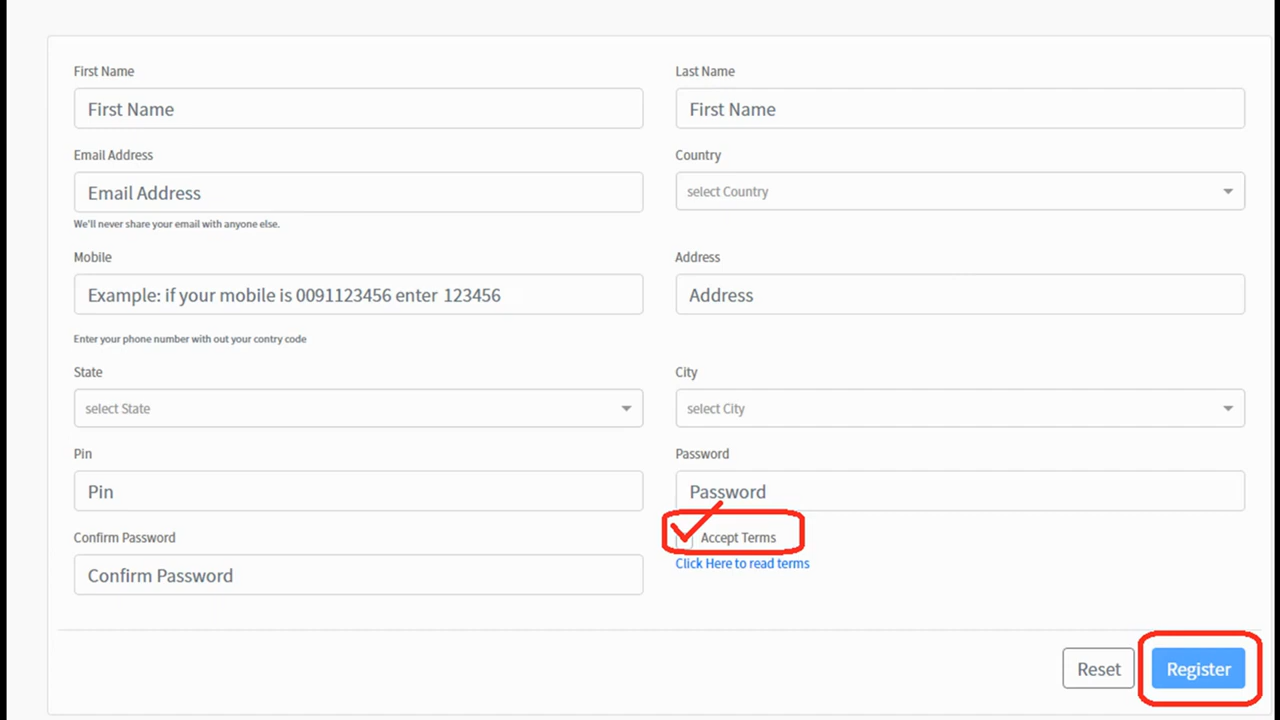 First Name Last Name
First Name First Name
Email Address Country
Email Address select Country
We'll never share your email with anyone else.
Mobile Address
Example: if your mobile is 0091123456 enter 123456 Address
Enter your phone number with out your contry code
State City
select State select City
Pin Password
Pin Password
Confirm Password Accept Terms
Click Here to read terms
Confirm Password
Reset Register